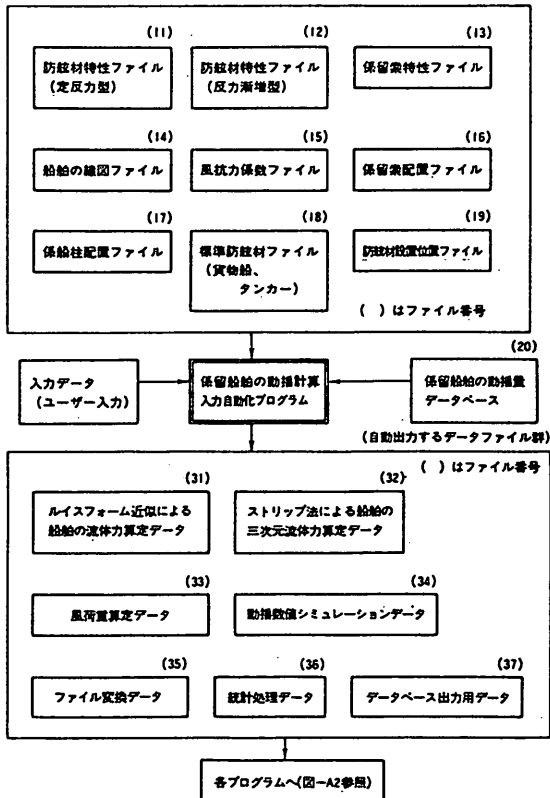 (11)
(12)
(13)
防舷材特性ファイル
(定反力型)
防舷材特性ファイル
(反力漸増型)
係留索特性ファイル
(14)
(15)
(16)
船舶の線図ファイル
風抗力係数ファイル
係留索配置ファイル
(17)
(18)
(19)
係船柱配置ファイル
標準防舷材ファイル
(貨物船、
タンカー)
防舷材設置位置ファイル
( )はファイル番号
(20)
入力データ
(ユーザー入力)
係留船舶の動揺計算
入力自動化プログラム
係留船舶の動揺量
データベース
(自動出力するデータファイル群)
( )はファイル番号
(31)
(32)
ルイスフォーム近似による
船舶の流体力算定データ
ストリップ法による船舶の
三次元流体力算定データ
(33)
(34)
風荷重算定データ
動揺数値シミュレーションデータ
(35)
(36)
(37)
ファイル変換データ
統計処理データ
データベース出力用データ
各プログラムへ(図-A2参照)